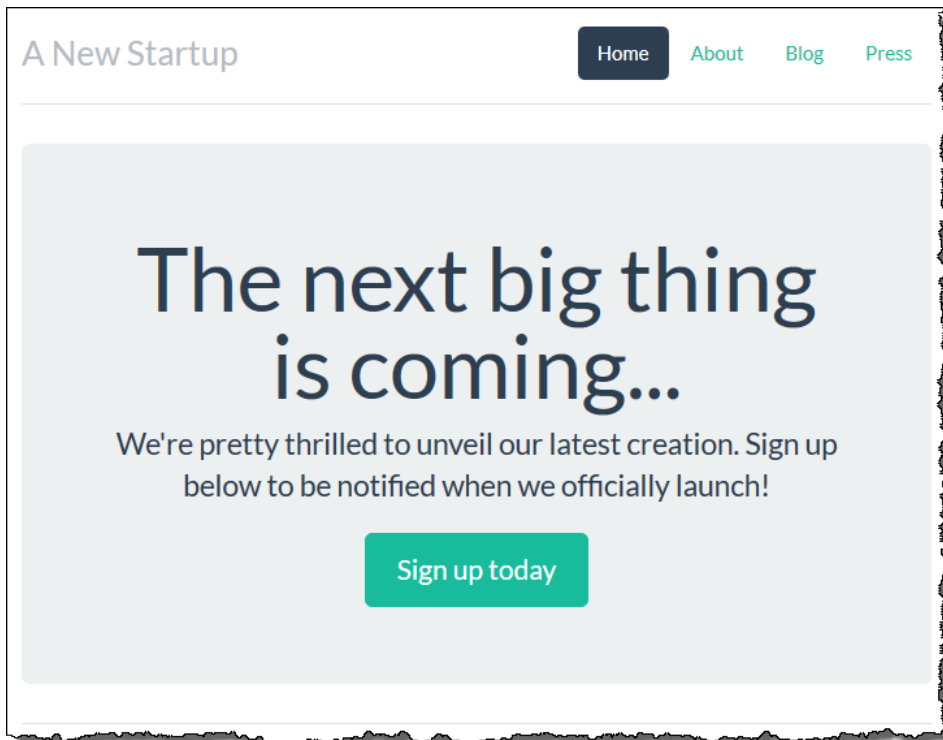 A New Startup
Home About Blog Press
The next big thing
is coming...
We're pretty thrilled to unveil our latest creation. Sign up
below to be notified when we officially launch!
Sign up today